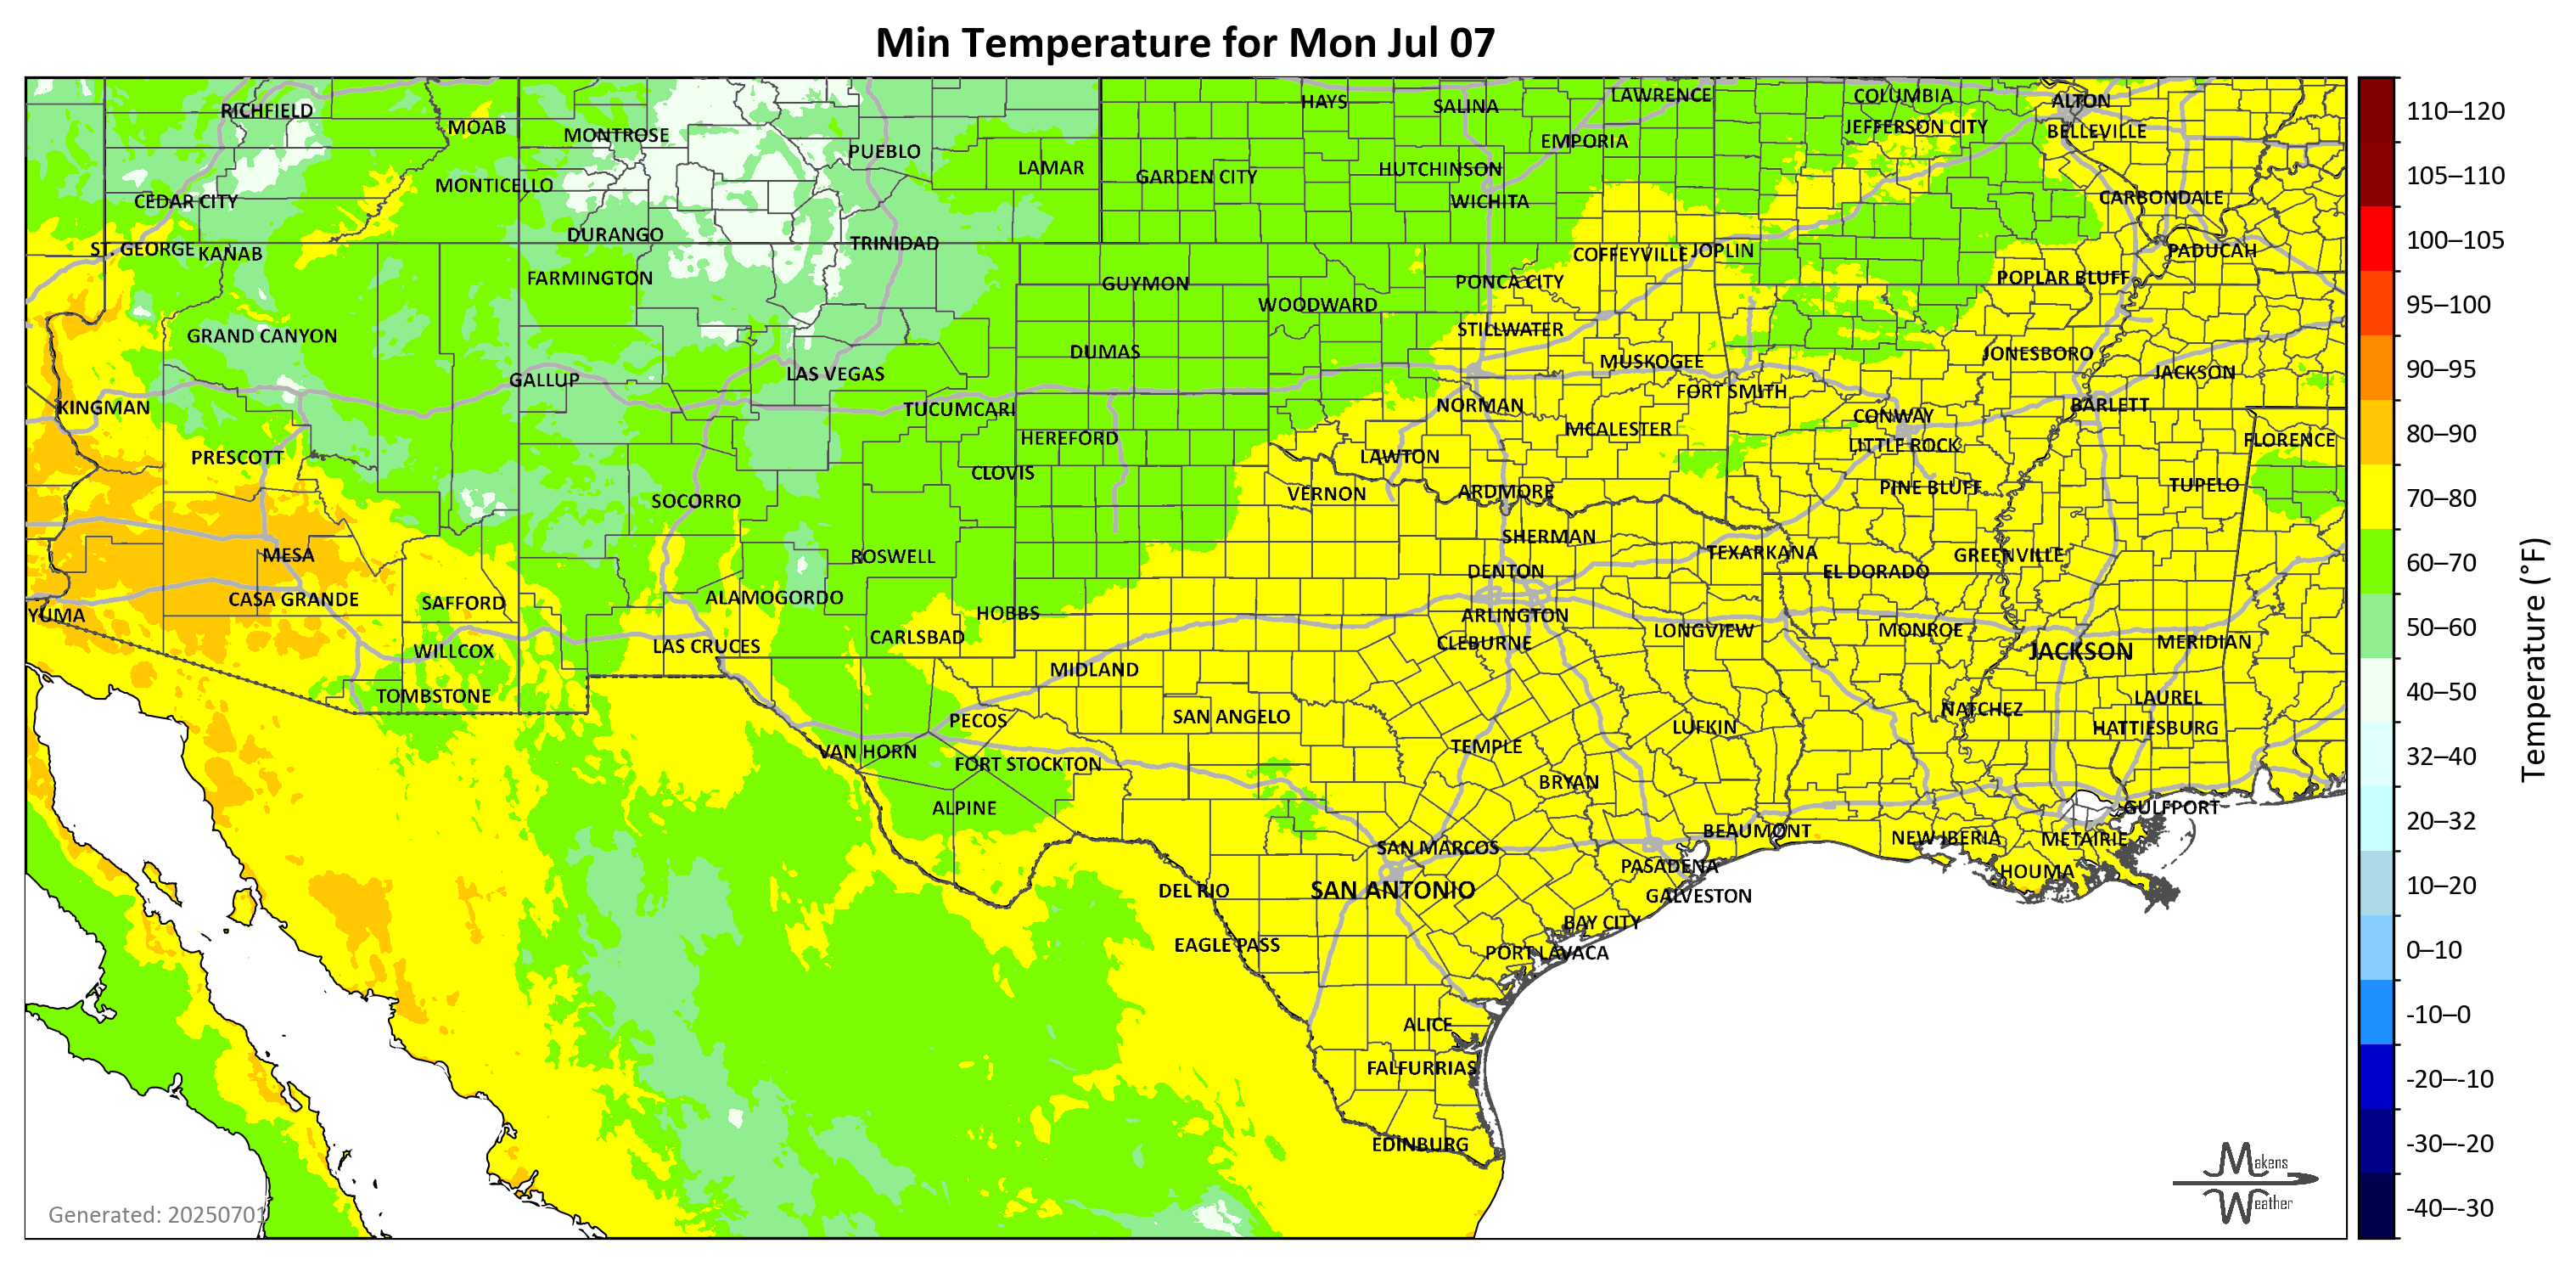 Min Temperature for Mon Jul 07
RICHFIELD
MOAB
MONTROSE
PUEBLO
LAMAR
HAYS
SALINA
LAWRENCE
COLUMBIA
ALTON
JEFFERSON CITY
BELLEVILLE
EMPORIA
HUTCHINSON
GARDEN CITY
MONTICELLO
CEDAR CITY
WICHITA
CARBONDALE
DURANGO
TRINIDAD
ST. GEORGE
KANAB
COFFEYVILLE
JOPLIN
PADUCAH
FARMINGTON
GUYMON
PONCA CITY
POPLAR BLUFF
WOODWARD
GRAND CANYON
STILLWATER
DUMAS
JONESBORO
MUSKOGEE
GALLUP
LAS VEGAS
JACKSON
FORT SMITH
KINGMAN
TUCUMCARI
NORMAN
BARLETT
CONWAY
MCALESTER
HEREFORD
LITTLE ROCK
FLORENCE
PRESCOTT
LAWTON
CLOVIS
SOCORRO
VERNON
ARDMORE
PINE BLUFF
TUPELO
SHERMAN
MESA
ROSWELL
TEXARKANA
GREENVILLE
DENTON
EL DORADO
CASA GRANDE
SAFFORD
ALAMOGORDO
YUMA
HOBBS
ARLINGTON
WILLCOX
LAS CRUCES
CARLSBAD
CLEBURNE
LONGVIEW
MONROE
JACKSON
MERIDIAN
MIDLAND
TOMBSTONE
LAUREL
NATCHEZ
PECOS
SAN ANGELO
LUFKIN
HATTIESBURG
VAN HORN
FORT STOCKTON
TEMPLE
BRYAN
ALPINE
GULFPORT
BEAUMONT
NEW IBERIA
METAIRIE
SAN MARCOS
PASADENA
HOUMA
DEL RIO
SAN ANTONIO
GALVESTON
BAY CITY
EAGLE PASS
PORT LAVACA
ALICE
FALFURRIAS
EDINBURG
Generated: 20250701
Makens
Weather
110–120
105–110
100–105
95–100
90–95
80–90
70–80
60–70
50–60
40–50
32–40
20–32
10–20
0–10
-10–0
-20–-10
-30–-20
-40–-30
Temperature (°F)